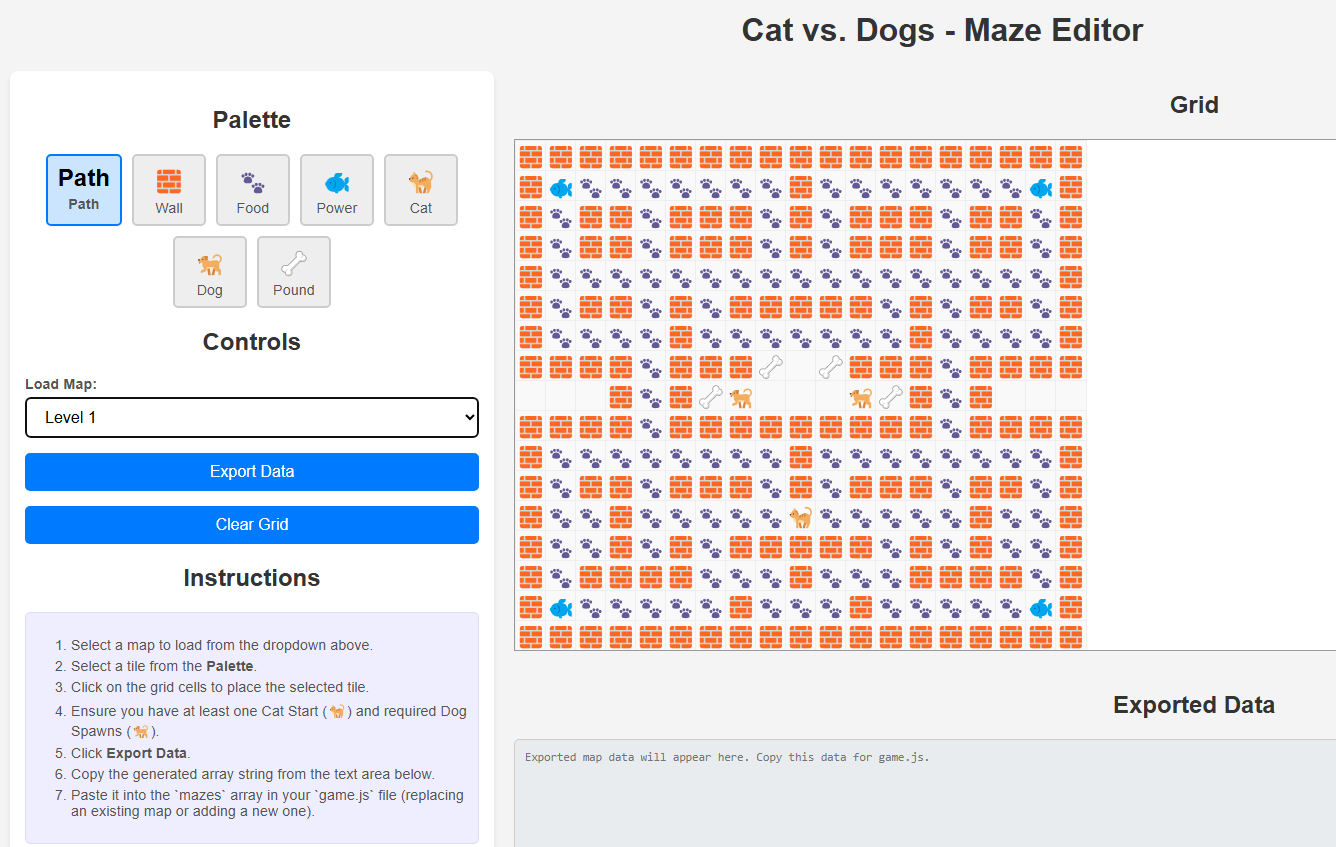 Cat vs. Dogs - Maze Editor
Palette
Path
Path
Wall
Food
Power
Cat
Dog
Pound
Controls
Load Map:
Level 1
Export Data
Clear Grid
Instructions
1. Select a map to load from the dropdown above.
2. Select a tile from the Palette.
3. Click on the grid cells to place the selected tile.
4. Ensure you have at least one Cat Start (🐈) and required Dog
Spawns (🐕).
5. Click Export Data.
6. Copy the generated array string from the text area below.
7. Paste it into the `mazes` array in your `game.js` file (replacing
an existing map or adding a new one).
Grid
Exported Data
Exported map data will appear here. Copy this data for game.js.